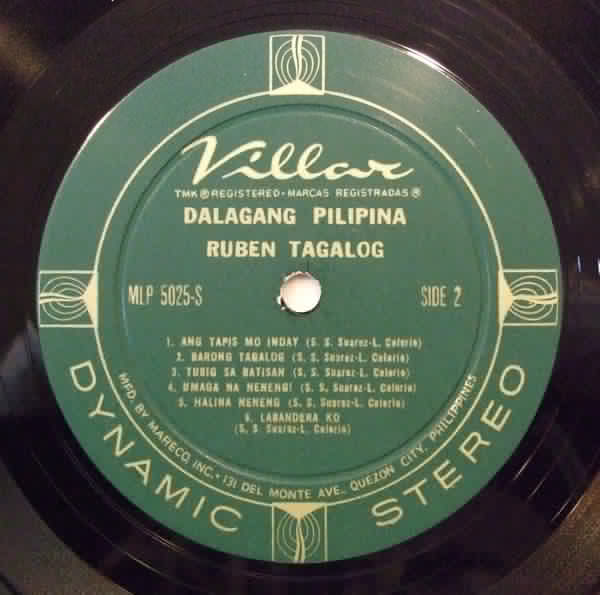 Villar
TMK ® REGISTERED • MARCAS REGISTRADAS ®
DALAGANG PILIPINA
RUBEN TAGALOG
MLP 5025-S
SIDE 2
1. ANG TAPIS MO INDAY (S. S. Suarez-L. Celerio)
2. BARONG TAGALOG (S. S. Suarez-L. Celerio)
3. TUBIG SA BATISAN (S. S. Suarez-L. Celerio)
4. UMAGA NA NENENG! (S. S. Suarez-L. Celerio)
5. HALINA NENENG (S. S. Suarez-L. Celerio)
6. LABANDERA KO
(S. S. Suarez-L. Celerio)
MFD. BY MARECO, INC. • 131 DEL MONTE AVE., QUEZON CITY, PHILIPPINES
DYNAMIC STEREO